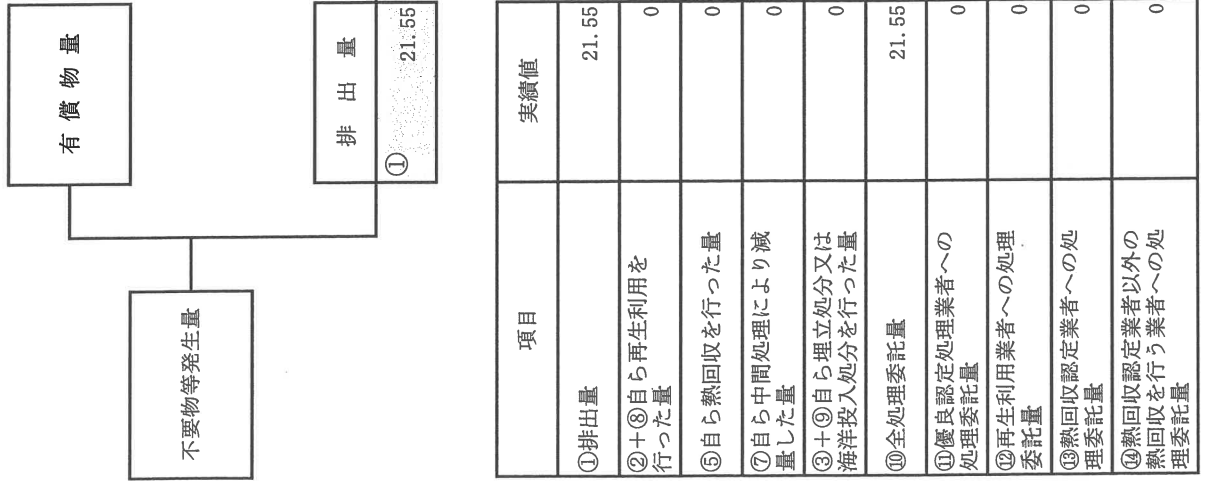 有償物量
不要物等発生量
排出量
① 21.55
項目 実績値
①排出量 21.55
②+⑧自ら再生利用を
行った量 0
⑤自ら熱回収を行った量 0
⑦自ら中間処理により減
量した量 0
③+⑨自ら埋立処分又は
海洋投入処分を行った量 0
⑩全処理委託量 21.55
⑪優良認定処理業者への
処理委託量 0
⑫再生利用業者への処理
委託量 0
⑬熱回収認定業者への処
理委託量 0
⑭熱回収認定業者以外の
熱回収を行う業者への処
理委託量 0